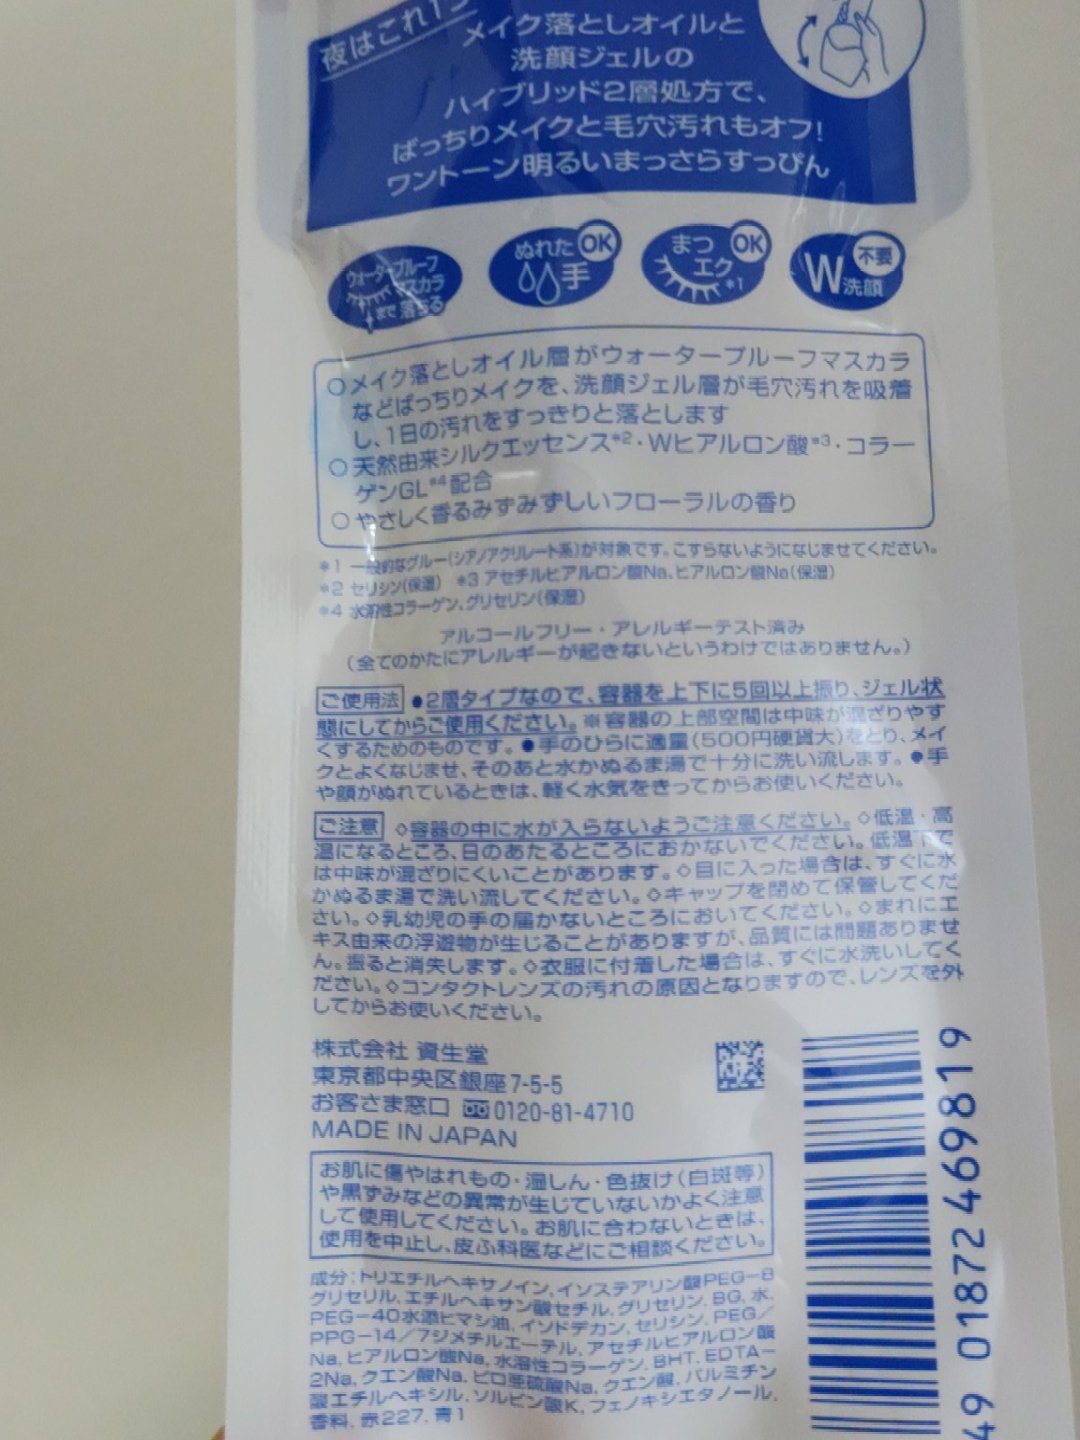 夜はこれ1つ
メイク落としオイルと
洗顔ジェルの
ハイブリッド2層処方で、
ばっちりメイクと毛穴汚れもオフ!
ワントーン明るいまっさらすっぴん
ウォータープルーフ
マスカラ
まで 落ちる
ぬれた
手
OK
まつ
エク
*1
OK
W洗顔
不要
○メイク落としオイル層がウォータープルーフマスカラ
などばっちりメイクを、洗顔ジェル層が毛穴汚れを吸着
し、1日の汚れをすっきりと落とします
○天然由来シルクエッセンス*2・Wヒアルロン酸*3・コラー
ゲンGL*4配合
○やさしく香るみずみずしいフローラルの香り
*1 一般的なグルー(シアノアクリレート系)が対象です。こすらないようになじませてください。
*2 セリシン(保湿) *3 アセチルヒアルロン酸Na、ヒアルロン酸Na(保湿)
*4 水溶性コラーゲン、グリセリン(保湿)
アルコールフリー・アレルギーテスト済み
(全てのかたにアレルギーが起きないというわけではありません。)
ご使用法 ●2層タイプなので、容器を上下に5回以上振り、ジェル状
態にしてからご使用ください。※容器の上部空間は中味が混ざりやす
くするためのものです。●手のひらに適量(500円硬貨大)をとり、メイ
クとよくなじませ、そのあと水かぬるま湯で十分に洗い流します。●手
や顔がぬれているときは、軽く水気をきってからお使いください。
ご注意 ◇容器の中に水が入らないようご注意ください。◇低温・高
温になるところ、日のあたるところにおかないでください。低温下で
は中味が混ざりにくいことがあります。◇目に入った場合は、すぐに水
かぬるま湯で洗い流してください。◇キャップを閉めて保管してくだ
さい。◇乳幼児の手の届かないところにおいてください。◇まれにエ
キス由来の浮遊物が生じることがありますが、品質には問題ありませ
ん。振ると消失します。◇衣服に付着した場合は、すぐに水洗いしてく
ださい。◇コンタクトレンズの汚れの原因となりますので、レンズを外
してからお使いください。
株式会社 資生堂
東京都中央区銀座7-5-5
お客さま窓口 0120-81-4710
MADE IN JAPAN
お肌に傷やはれもの・湿しん・色抜け(白斑等)
や黒ずみなどの異常が生じていないかよく注意
して使用してください。お肌に合わないときは、
使用を中止し、皮ふ科医などにご相談ください。
成分:トリエチルヘキサノイン,イソステアリン酸PEG-8
グリセリル,エチルヘキサン酸セチル,グリセリン,BG,水,
PEG-40水添ヒマシ油,イソドデカン,セリシン,PEG/
PPG-14/7ジメチルエーテル,アセチルヒアルロン酸
Na,ヒアルロン酸Na,水溶性コラーゲン,BHT,EDTA-
2Na,クエン酸Na,ピロ亜硫酸Na,クエン酸,パルミチン
酸エチルヘキシル,ソルビン酸K,フェノキシエタノール,
香料,赤227,青1
49 01872 469819